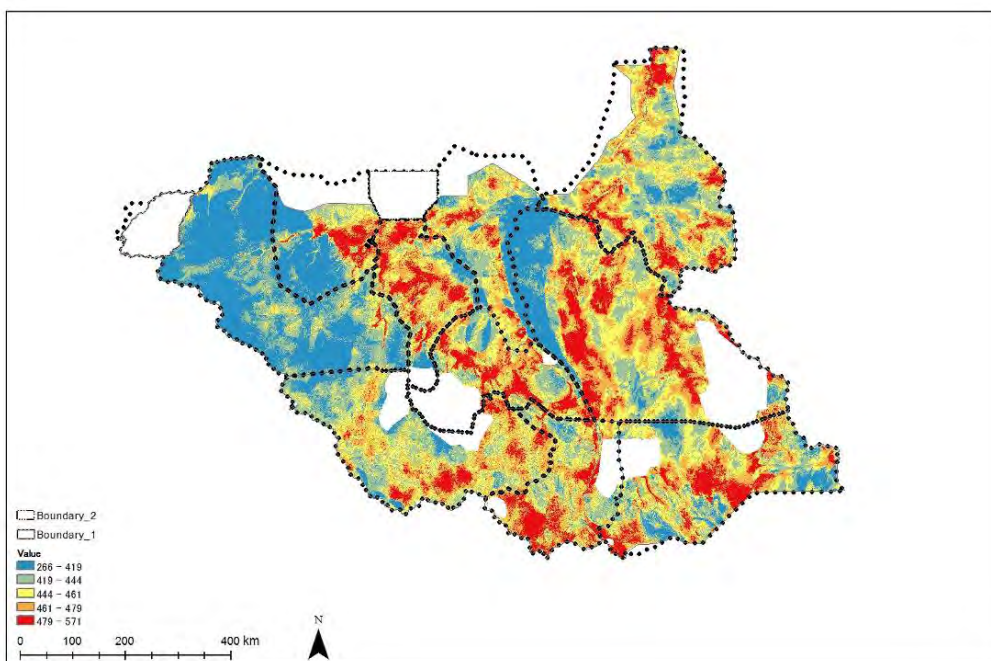 Boundary_2
Boundary_1
Value
266 – 419
419 – 444
444 – 461
461 – 479
479 – 571
0 100 200 400 km
N